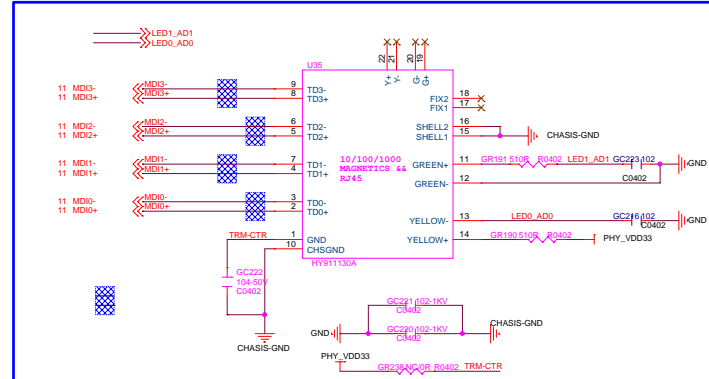 LED1_AD1
LED0_AD0
U35
22 21 20 19
Y+ Y- G- G+
11 MDI3- MDI3- 9 TD3-
11 MDI3+ MDI3+ 8 TD3+
FIX2 18
FIX1 17
11 MDI2- MDI2- 6 TD2-
11 MDI2+ MDI2+ 5 TD2+
SHELL2 16
SHELL1 15
CHASIS-GND
11 MDI1- MDI1- 7 TD1-
11 MDI1+ MDI1+ 4 TD1+
10/100/1000
MAGNETICS &&
RJ45
GREEN+ 11 GR191 510R R0402 LED1_AD1 GC223 102 GND
C0402
GREEN- 12
11 MDI0- MDI0- 3 TD0-
11 MDI0+ MDI0+ 2 TD0+
YELLOW- 13 LED0_AD0 GC216 102 GND
C0402
TRM-CTR 1 GND
10 CHSGND
YELLOW+ 14 GR190 510R R0402 PHY_VDD33
HY911130A
GC222
104-50V
C0402
CHASIS-GND
GC221 102-1KV
C0402
CHASIS-GND
GND GC220 102-1KV
C0402
PHY_VDD33
GR238 NC/0R R0402 TRM-CTR